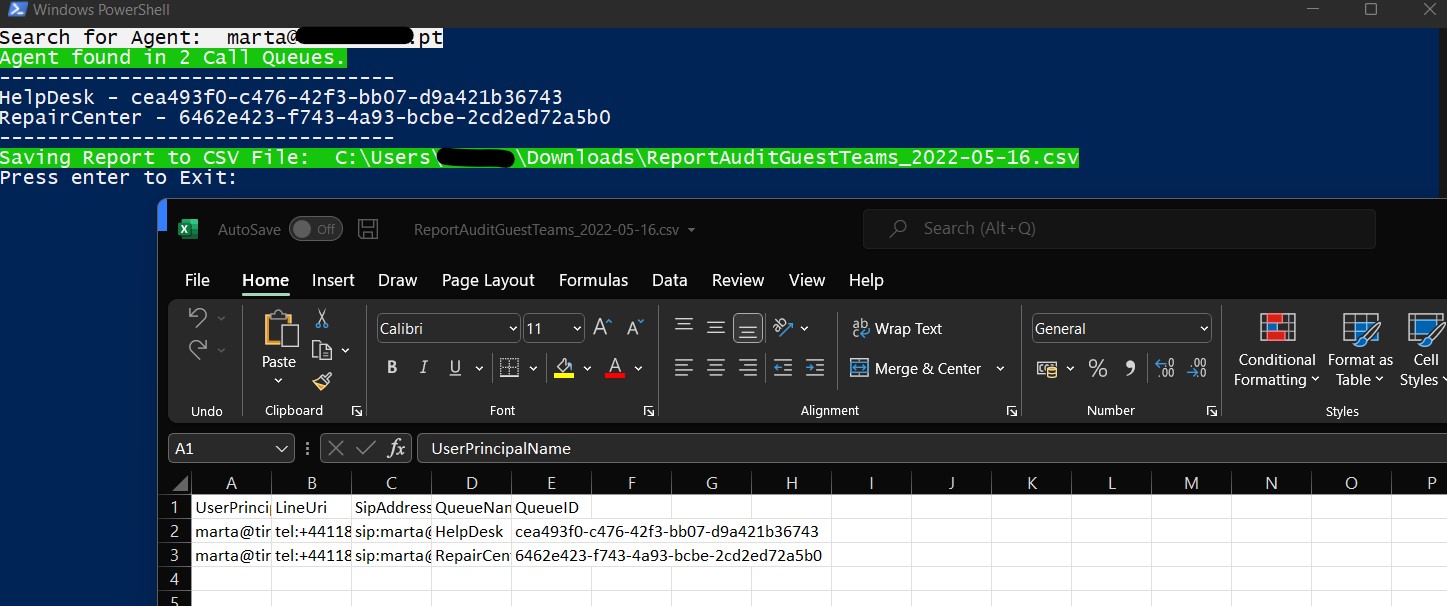 Windows PowerShell
Search for Agent:  marta@ .pt
Agent found in 2 Call Queues.
---------------------------------
HelpDesk - cea493f0-c476-42f3-bb07-d9a421b36743
RepairCenter - 6462e423-f743-4a93-bcbe-2cd2ed72a5b0
---------------------------------
Saving Report to CSV File:  C:\Users\ \Downloads\ReportAuditGuestTeams_2022-05-16.csv
Press enter to Exit:
AutoSave Off ReportAuditGuestTeams_2022-05-16.csv Search (Alt+Q)
File Home Insert Draw Page Layout Formulas Data Review View Help
Calibri 11 ab Wrap Text General
Paste B I U A Merge & Center % Conditional Formatting Format as Table Cell Styles
Undo Clipboard Font Alignment Number Styles
A1 fx UserPrincipalName
A B C D E F G H I J K L M N O P
1 UserPrinci LineUri SipAddress QueueNan QueueID
2 marta@tir tel:+44118 sip:marta@ HelpDesk cea493f0-c476-42f3-bb07-d9a421b36743
3 marta@tir tel:+44118 sip:marta@ RepairCen 6462e423-f743-4a93-bcbe-2cd2ed72a5b0
4
5